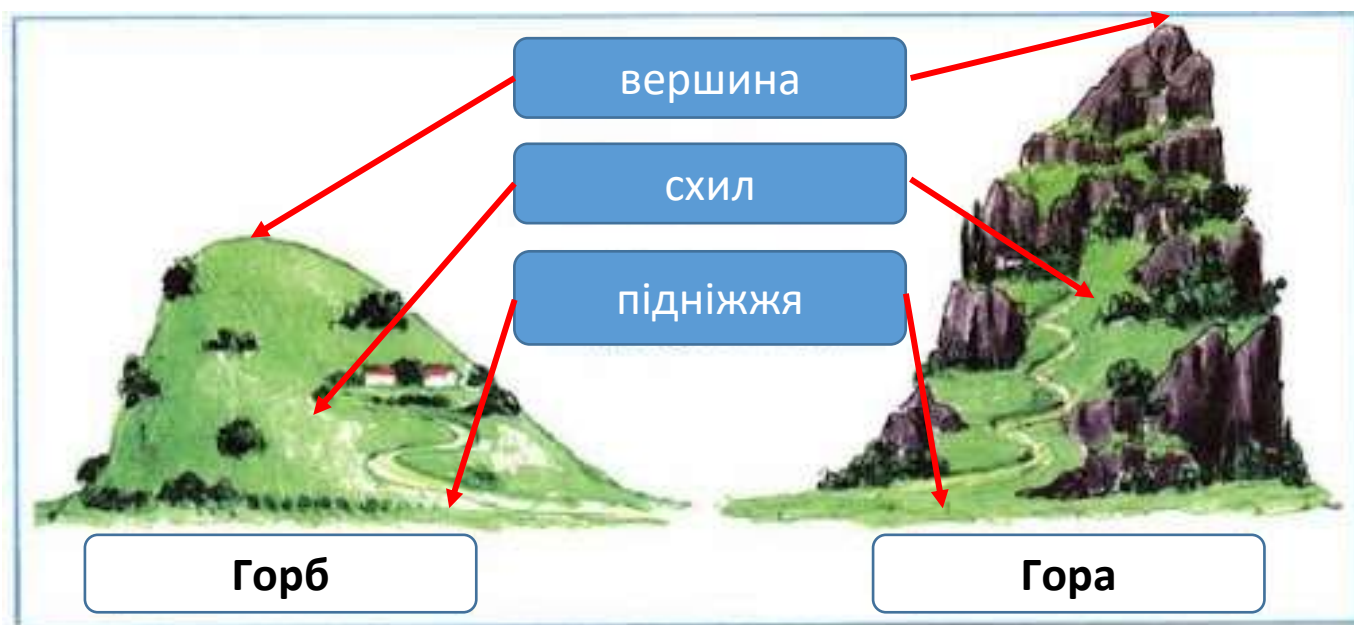 вершина
схил
підніжжя
Горб
Гора